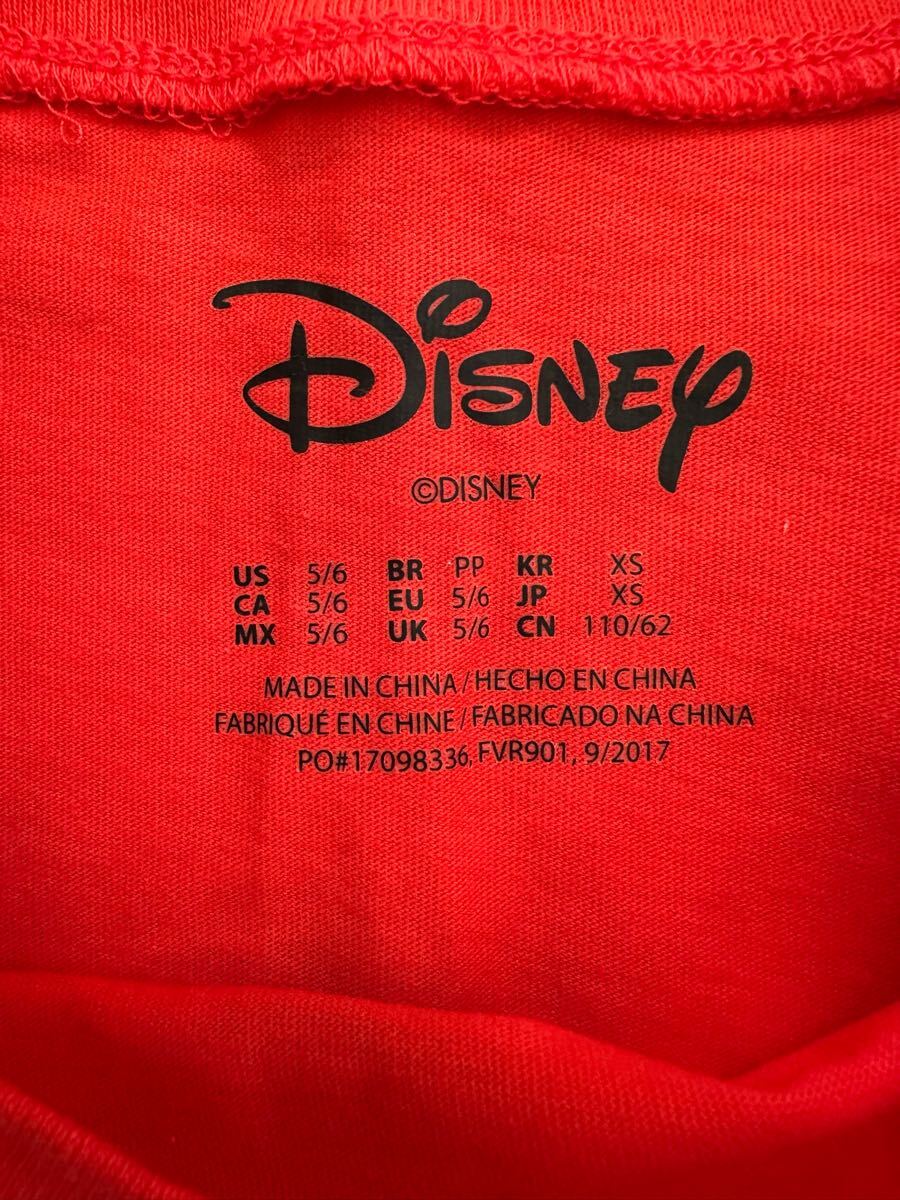 Disney
©DISNEY
US 5/6 BR PP KR XS
CA 5/6 EU 5/6 JP XS
MX 5/6 UK 5/6 CN 110/62
MADE IN CHINA/HECHO EN CHINA
FABRIQUÉ EN CHINE/FABRICADO NA CHINA
PO#17098336, FVR901, 9/2017